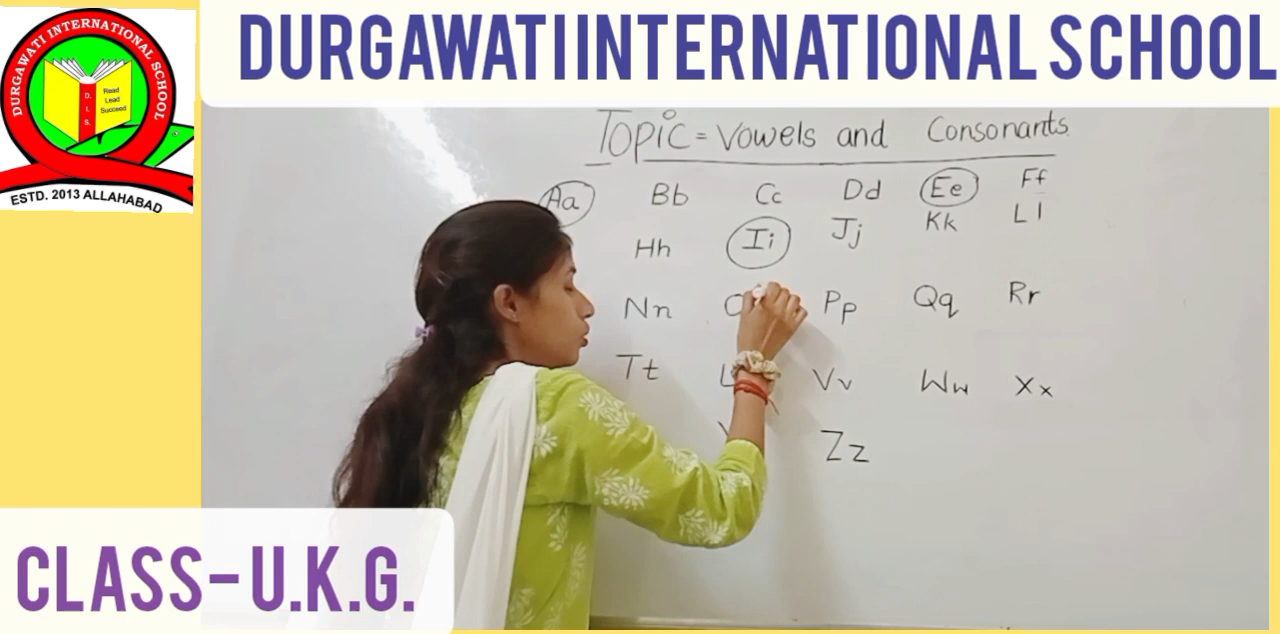 DURGAWATI INTERNATIONAL SCHOOL
DURGAWATI INTERNATIONAL SCHOOL
D.
I.
S.
Read
Lead
Succeed
ESTD. 2013 ALLAHABAD
Topic = Vowels and Consonants
Aa Bb Cc Dd Ee Ff
Hh Ii Jj Kk Ll
Nn Pp Qq Rr
Tt Vv Ww Xx
Zz
CLASS- U.K.G.